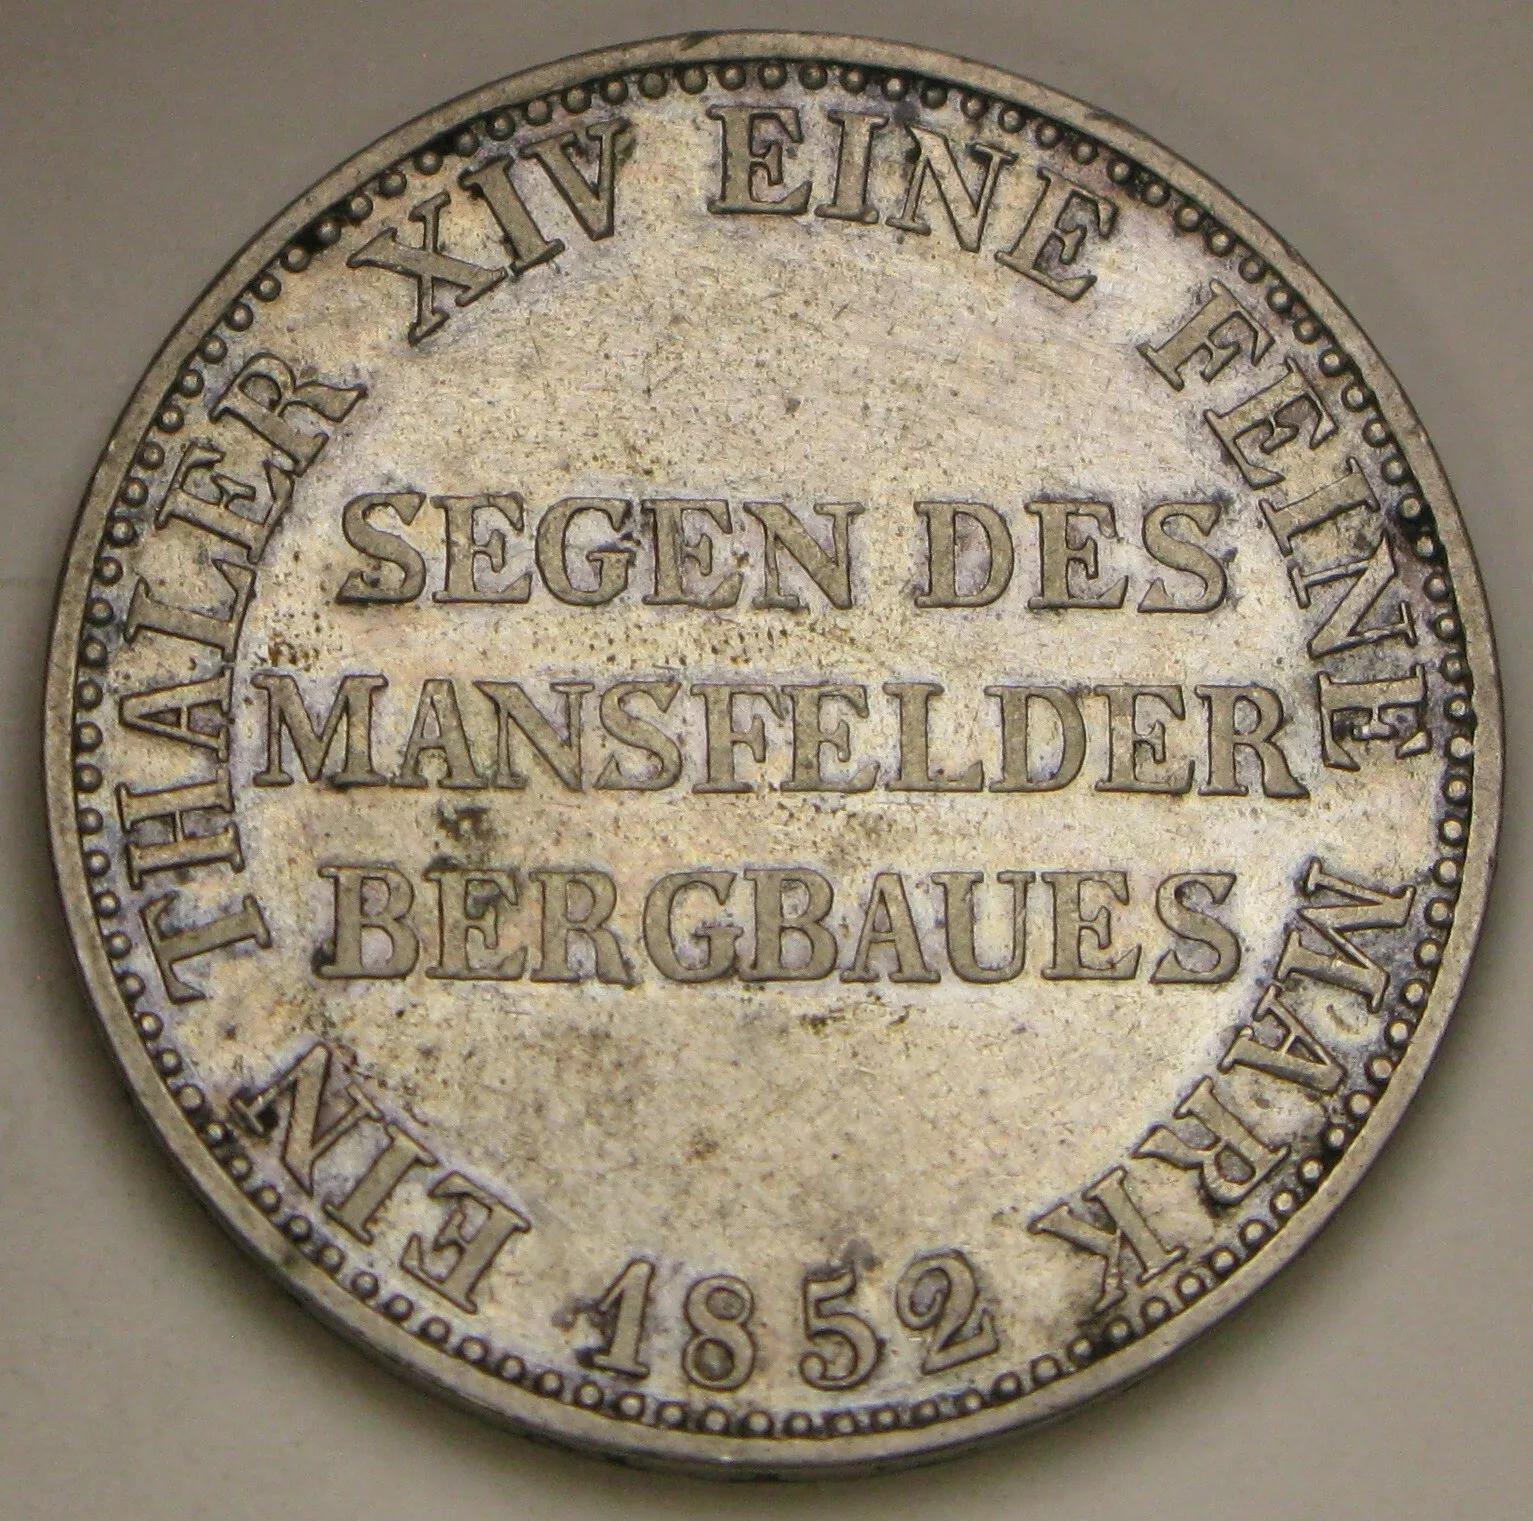 EIN THALER XIV EINE FEINE MARK
SEGEN DES
MANSFELDER
BERGBAUES
1852